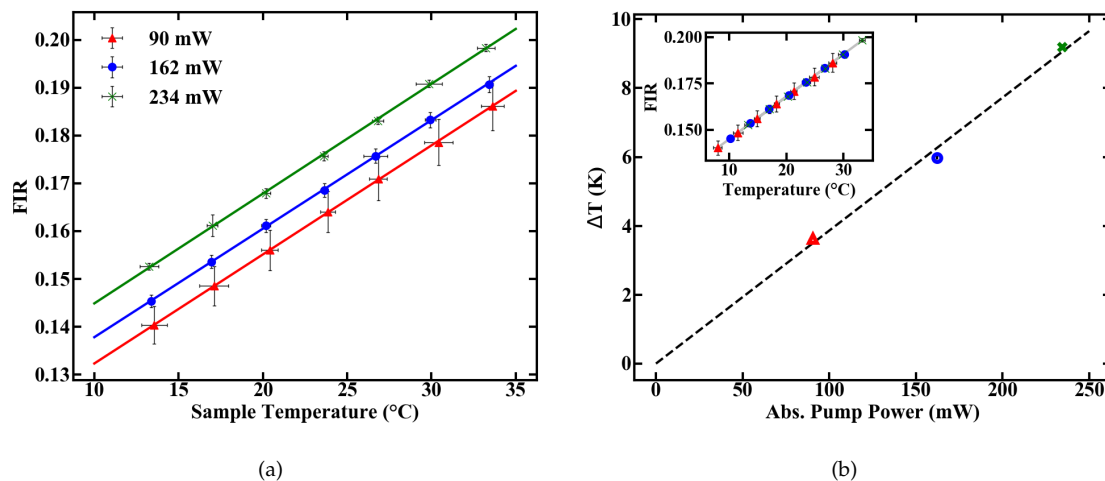 90 mW
162 mW
234 mW
0.20
0.19
0.18
0.17
0.16
0.15
0.14
0.13
FIR
10 15 20 25 30 35
Sample Temperature (°C)
(a)
10
8
6
4
2
0
ΔT (K)
0.200
0.175
0.150
FIR
10 20 30
Temperature (°C)
0 50 100 150 200 250
Abs. Pump Power (mW)
(b)